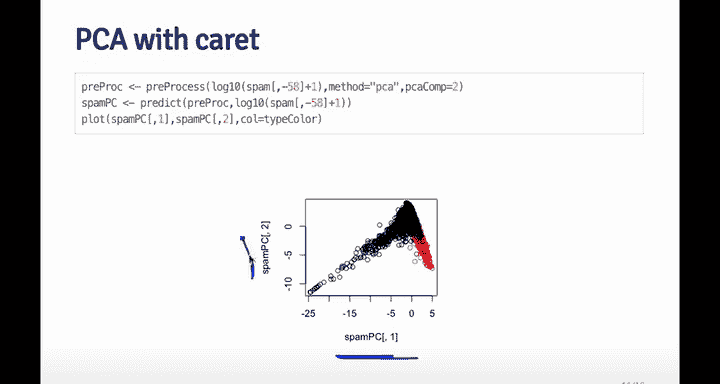 PCA with caret
preProc <- preProcess(log10(spam[,-58]+1),method="pca",pcaComp=2)
spamPC <- predict(preProc,log10(spam[,-58]+1))
plot(spamPC[,1],spamPC[,2],col=typeColor)
spamPC[, 2]
0
-5
-10
-25
-15
-5
0
5
spamPC[, 1]